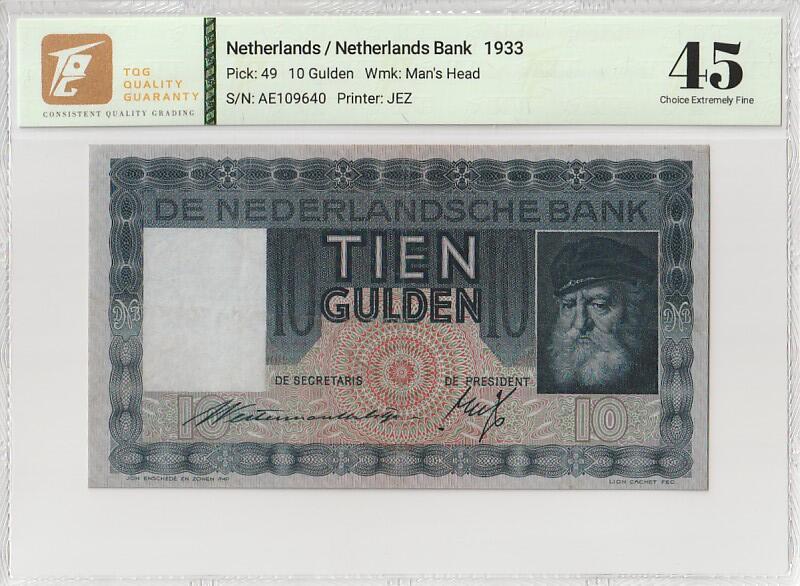 TQG
QUALITY
GUARANTY
CONSISTENT QUALITY GRADING
Netherlands / Netherlands Bank 1933
Pick: 49 10 Gulden Wmk: Man's Head
S/N: AE109640 Printer: JEZ
45
Choice Extremely Fine
DE NEDERLANDSCHE BANK
TIEN
GULDEN
10 10
DE SECRETARIS DE PRESIDENT
10 10
JOH. ENSCHEDÉ EN ZONEN IMP.
LION CACHET FEC.